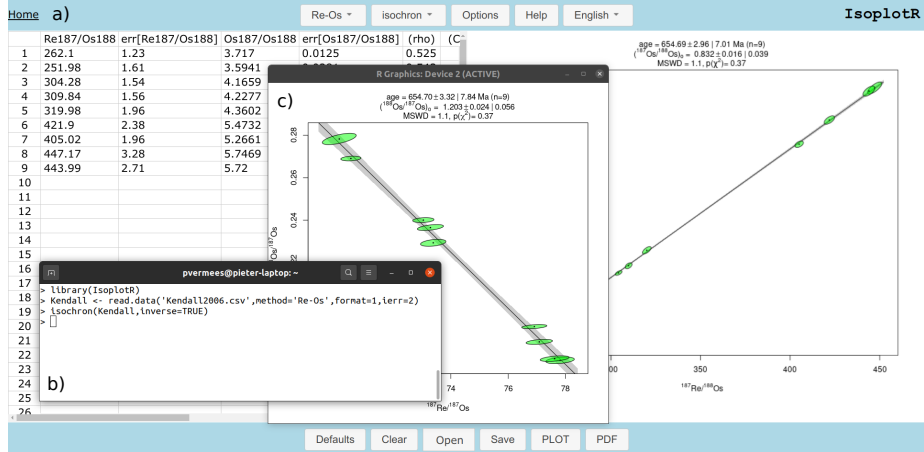 Home a) Re-Os isochron Options Help English IsoplotR
Re187/Os188 err[Re187/Os188] Os187/Os188 err[Os187/Os188] (rho) (C
1 262.1 1.23 3.717 0.0125 0.525
2 251.98 1.61 3.5941
3 304.28 1.54 4.1659
4 309.84 1.56 4.2277
5 319.98 1.96 4.3602
6 421.9 2.38 5.4732
7 405.02 1.96 5.2661
8 447.17 3.28 5.7469
9 443.99 2.71 5.72
10
11
12
13
14
15
16
17
18
19
20
21
22
23
24
25
26
age = 654.69 ± 2.96 | 7.01 Ma (n=9)
(187Os/188Os)o = 0.832 ± 0.016 | 0.039
MSWD = 1.1, p(χ2) = 0.37
350 400 450
187Re/188Os
R Graphics: Device 2 (ACTIVE)
c)
age = 654.70 ± 3.32 | 7.84 Ma (n=9)
(188Os/187Os)o = 1.203 ± 0.024 | 0.056
MSWD = 1.1, p(χ2) = 0.37
0.28
0.26
0.24
0.22
Os/187Os
74 76 78
187Re/187Os
pvermees@pieter-laptop: ~
> library(IsoplotR)
> Kendall <- read.data('Kendall2006.csv',method='Re-Os',format=1,ierr=2)
> isochron(Kendall,inverse=TRUE)
>
b)
Defaults Clear Open Save PLOT PDF